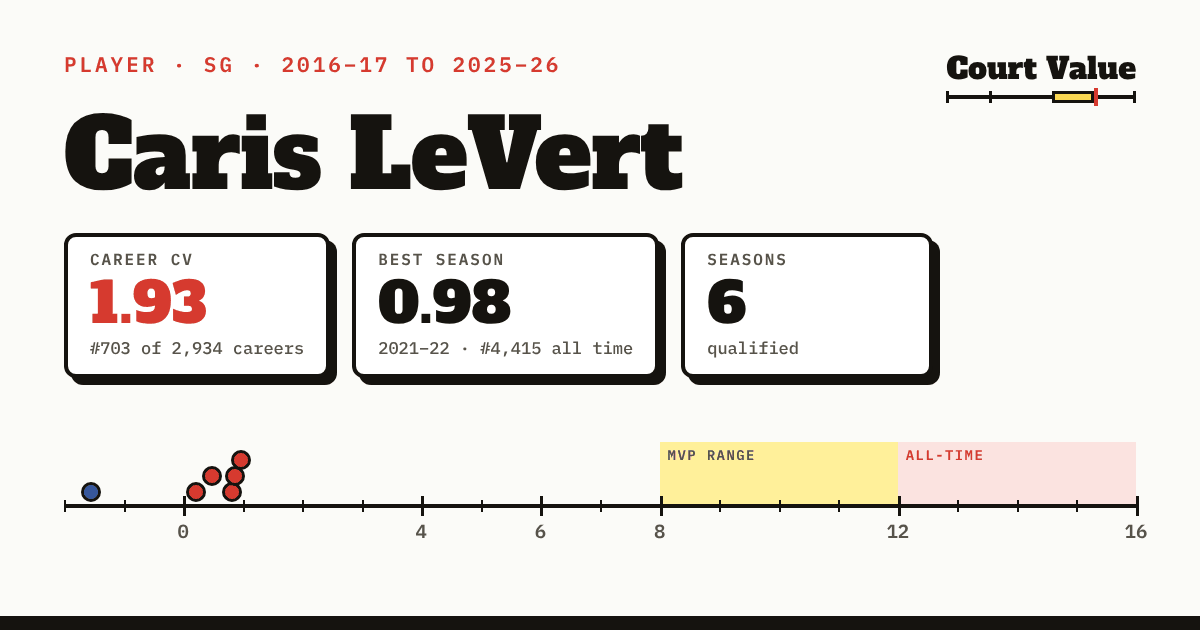 PLAYER · SG · 2016–17 TO 2025–26
Court Value
Caris LeVert
CAREER CV
1.93
#703 of 2,934 careers
BEST SEASON
0.98
2021–22 · #4,415 all time
SEASONS
6
qualified
MVP RANGE
ALL-TIME
0 4 6 8 12 16